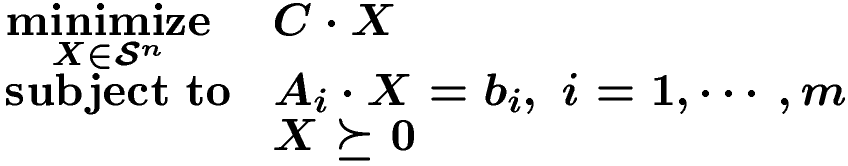 minimize C · X
X∈𝒮ⁿ
subject to Aᵢ · X = bᵢ, i = 1, ··· , m
X ⪰ 0